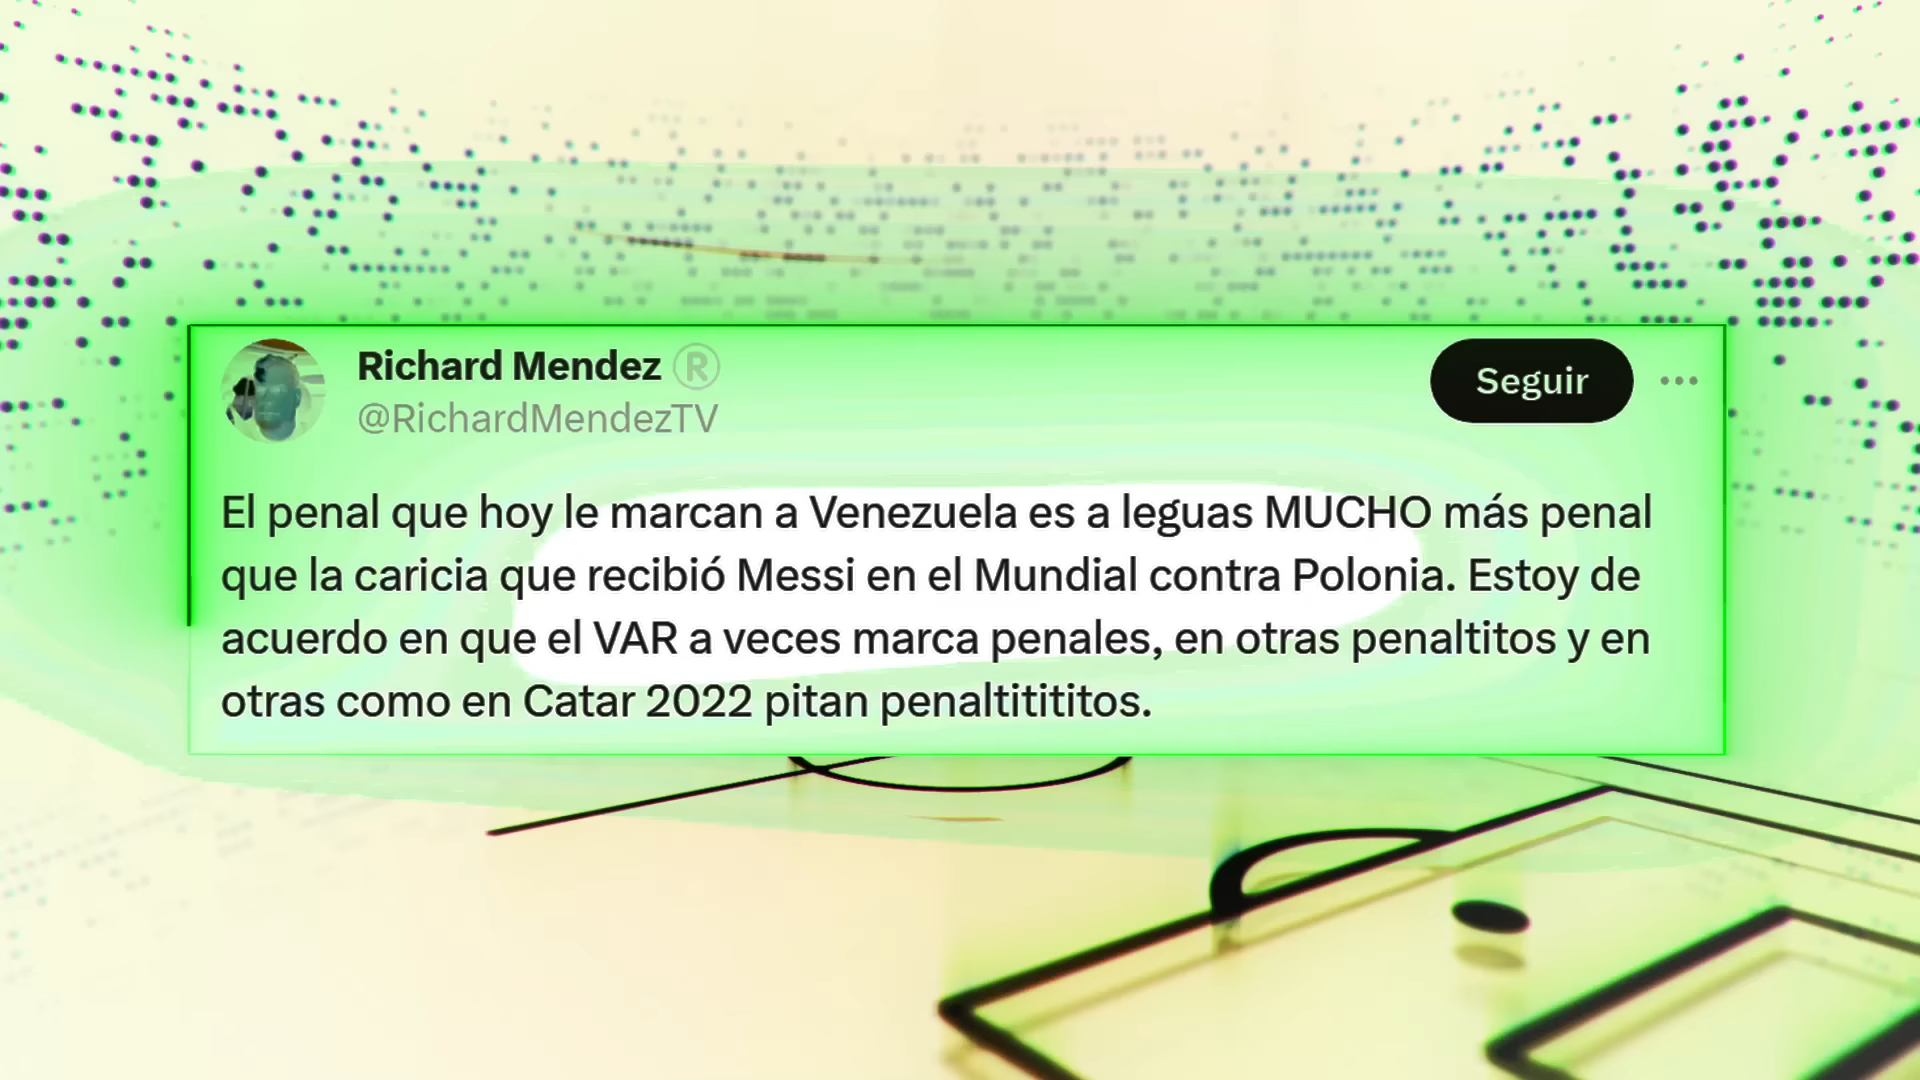 Richard Mendez ®
@RichardMendezTV
Seguir
El penal que hoy le marcan a Venezuela es a leguas MUCHO más penal
que la caricia que recibió Messi en el Mundial contra Polonia. Estoy de
acuerdo en que el VAR a veces marca penales, en otras penaltitos y en
otras como en Catar 2022 pitan penaltitititos.